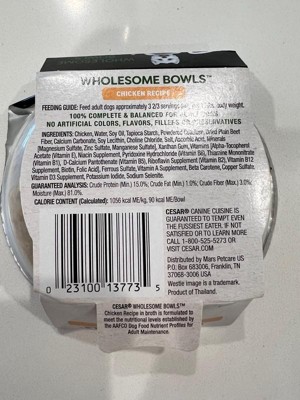 WHOLESOME BOWLS™
CHICKEN RECIPE
FEEDING GUIDE: Feed adult dogs approximately 3 2/3 servings body weight.
100% COMPLETE & BALANCED
NO ARTIFICIAL COLORS, FLAVORS, FILLERS PRESERVATIVES
INGREDIENTS: Chicken, Water, Soy Oil, Tapioca Starch, Powdered Dried Plain Beet
Fiber, Calcium Carbonate, Soy Lecithin, Choline Chloride, Salt, Ascorbic Acid, Minerals
(Magnesium Sulfate, Zinc Sulfate, Manganese Sulfate), Xanthan Gum, Vitamins (Alpha-Tocopherol
Acetate (Vitamin E), Niacin Supplement, Pyridoxine Hydrochloride (Vitamin B6), Thiamine Mononitrate
(Vitamin B1), D-Calcium Pantothenate (Vitamin B5), Riboflavin Supplement (Vitamin B2), Vitamin B12
Supplement, Biotin, Folic Acid), Ferrous Sulfate, Vitamin A Supplement, Beta Carotene, Copper Sulfate,
Vitamin D3 Supplement, Potassium Iodide, Sodium Selenite.
GUARANTEED ANALYSIS: Crude Protein (Min.) 15.0%; Crude Fat (Min.) 1.0%; Crude Fiber (Max.) 3.0%;
Moisture (Max.) 81.0%.
CALORIE CONTENT (Calculated): 1056 kcal ME/kg, 90 kcal ME/Bowl
CESAR® CANINE CUISINE IS
GUARANTEED TO TEMPT EVEN
THE FUSSIEST EATER. IF NOT
SATISFIED OR TO LEARN MORE
CALL 1-800-525-5273 OR
VISIT CESAR.COM
Distributed by Mars Petcare US
P.O. Box 683006, Franklin, TN
37068-3006 USA
Westie image is a trademark.
Product of Thailand.
0 23100 13773 5
CESAR® WHOLESOME BOWLS™
Chicken Recipe in broth is formulated to
meet the nutritional levels established by
the AAFCO Dog Food Nutrient Profiles for
Adult Maintenance.